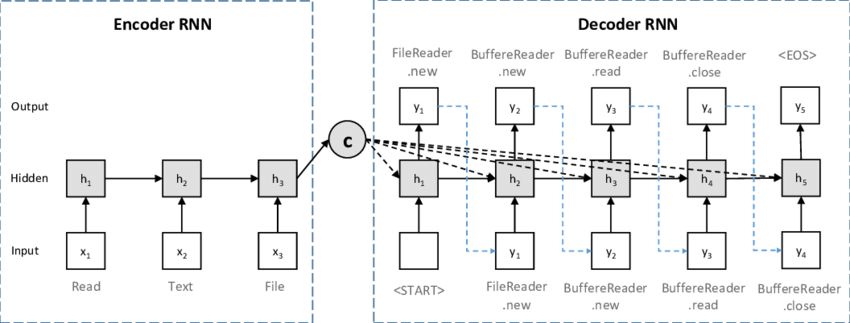 Encoder RNN
Decoder RNN
FileReader
.new
BuffereReader
.new
BuffereReader
.read
BuffereReader
.close
<EOS>
Output
y1
y2
y3
y4
y5
c
Hidden
h1
h2
h3
h1
h2
h3
h4
h5
Input
x1
x2
x3
y1
y2
y3
y4
Read
Text
File
<START>
FileReader
.new
BuffereReader
.new
BuffereReader
.read
BuffereReader
.close